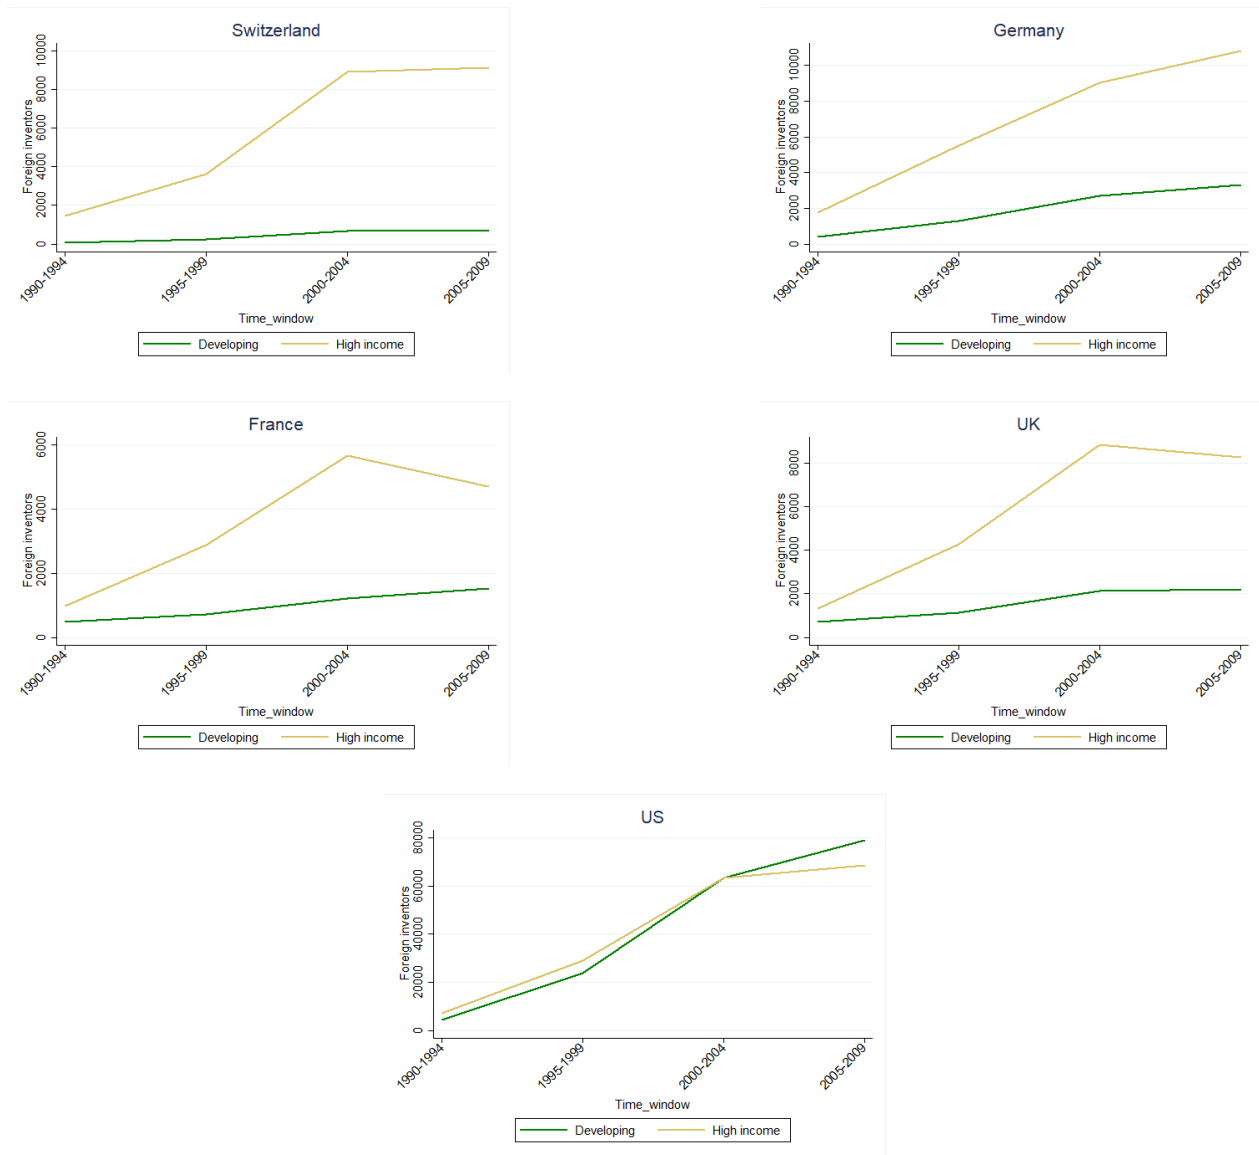 Switzerland
Foreign inventors
10000
8000
6000
4000
2000
0
1990-1994
1995-1999
2000-2004
2005-2009
Time_window
Developing High income
Germany
Foreign inventors
10000
8000
6000
4000
2000
0
1990-1994
1995-1999
2000-2004
2005-2009
Time_window
Developing High income
France
Foreign inventors
6000
4000
2000
0
1990-1994
1995-1999
2000-2004
2005-2009
Time_window
Developing High income
UK
Foreign inventors
8000
6000
4000
2000
0
1990-1994
1995-1999
2000-2004
2005-2009
Time_window
Developing High income
US
Foreign inventors
80000
60000
40000
20000
0
1990-1994
1995-1999
2000-2004
2005-2009
Time_window
Developing High income